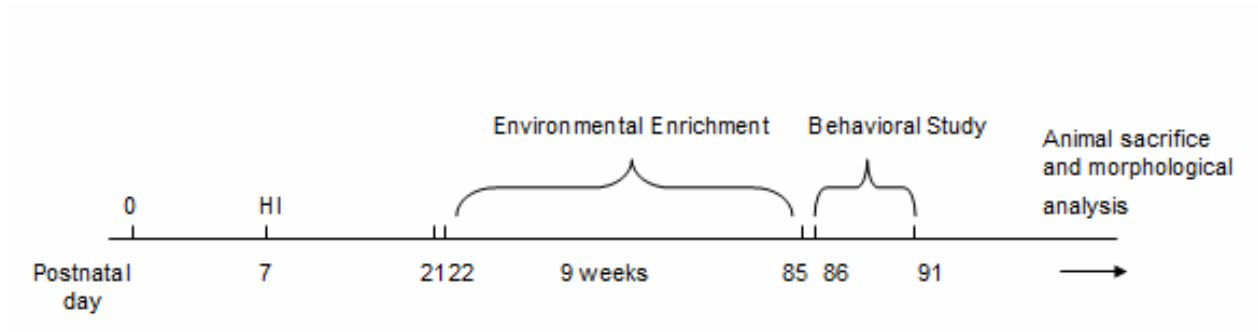 Environmental Enrichment
Behavioral Study
Animal sacrifice
and morphological
analysis
0
HI
Postnatal
day
7
21 22
9 weeks
85
86
91